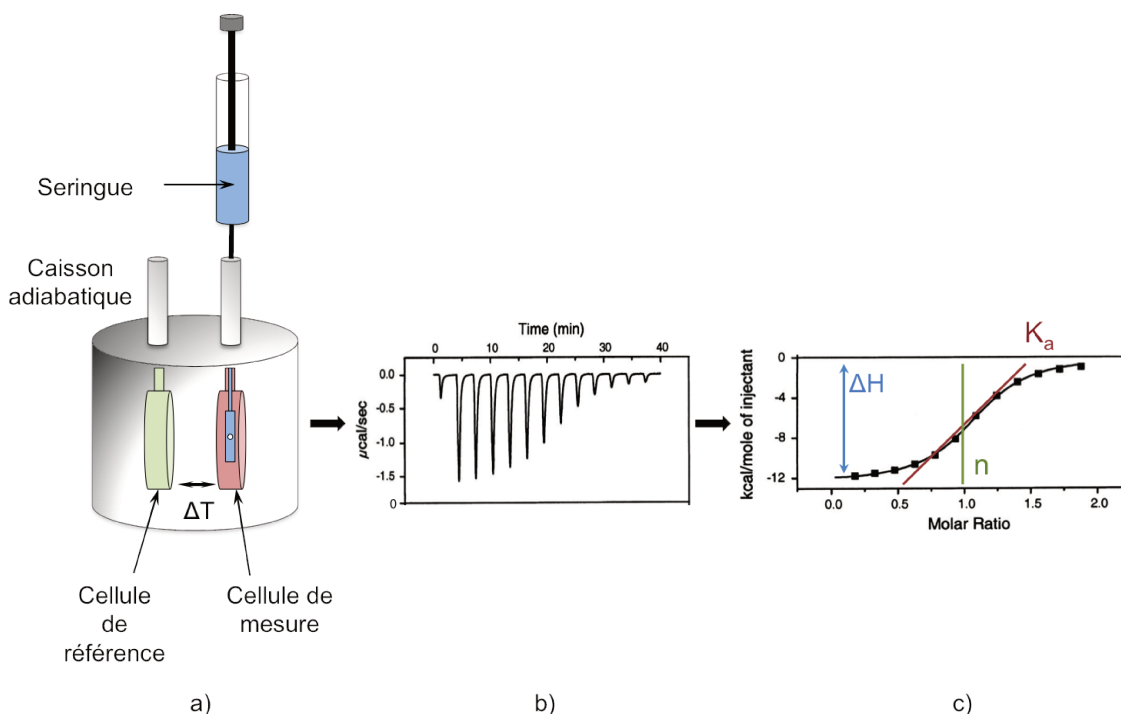 Seringue
Caisson
adiabatique
ΔT
Cellule
de
référence
Cellule de
mesure
a)
Time (min)
0 10 20 30 40
0.0
-0.5
-1.0
-1.5
0
µcal/sec
b)
Ka
0
-4
-8
-12
kcal/mole of injectant
ΔH
n
0.0 0.5 1.0 1.5 2.0
Molar Ratio
c)